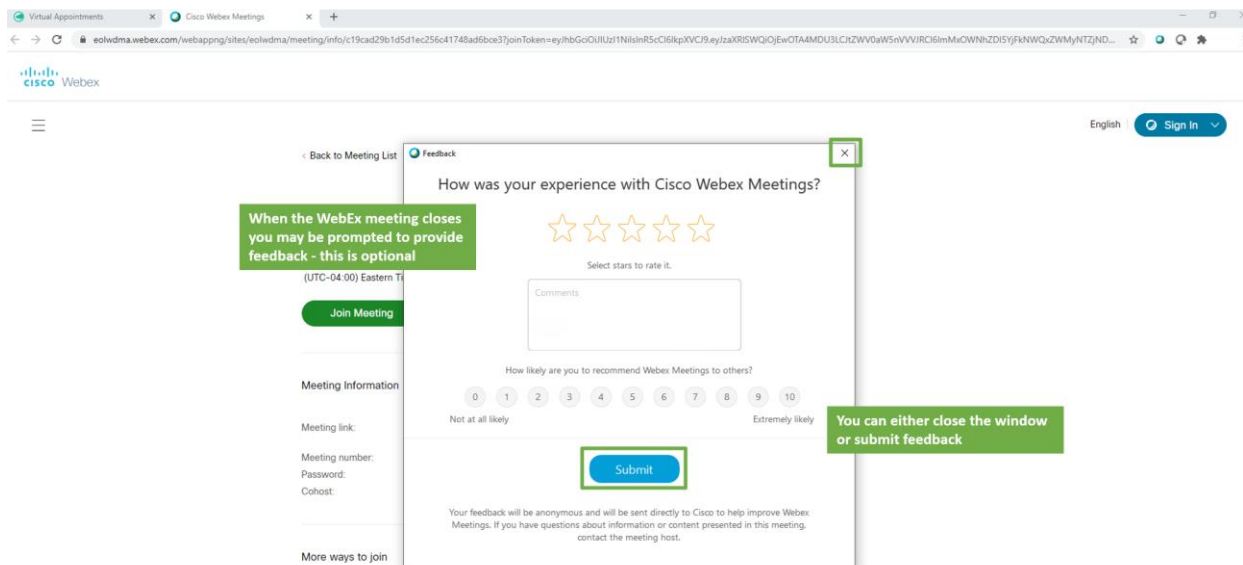 Virtual Appointments
Cisco Webex Meetings
cisco Webex
English
Sign In
Back to Meeting List
Feedback
How was your experience with Cisco Webex Meetings?
When the WebEx meeting closes
you may be prompted to provide
feedback - this is optional
Select stars to rate it.
(UTC-04:00) Eastern Ti
Comments
Join Meeting
How likely are you to recommend Webex Meetings to others?
Meeting Information
0 1 2 3 4 5 6 7 8 9 10
Not at all likely
Extremely likely
You can either close the window
or submit feedback
Meeting link:
Meeting number:
Password:
Cohost:
Submit
Your feedback will be anonymous and will be sent directly to Cisco to help improve Webex
Meetings. If you have questions about information or content presented in this meeting,
contact the meeting host.
More ways to join